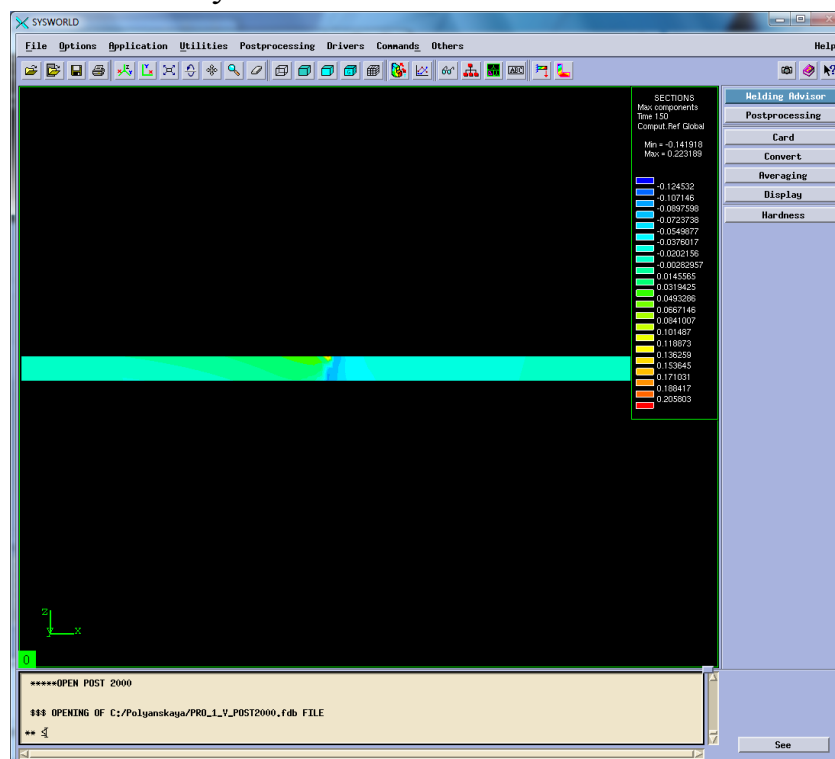 SYSWORLD
File Options Application Utilities Postprocessing Drivers Commands Others Help
SECTIONS
Max components
Time 150
Comput.Ref Global
Min = -0.141918
Max = 0.223189
-0.124532
-0.107146
-0.0897598
-0.0723738
-0.0549877
-0.0376017
-0.0202156
-0.00282957
0.0145565
0.0319425
0.0493286
0.0667146
0.0841007
0.101487
0.118873
0.136259
0.153645
0.171031
0.188417
0.205803
Welding Advisor
Postprocessing
Card
Convert
Averaging
Display
Hardness
z
y x
0
*****OPEN POST 2000
$$$ OPENING OF C:/Polyanskaya/PRO_1_V_POST2000.fdb FILE
**
See